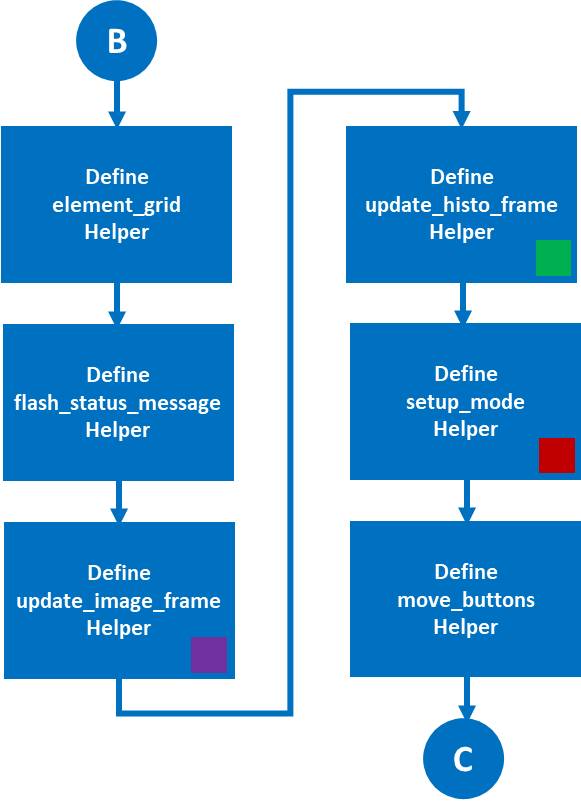 B
Define
element_grid
Helper
Define
flash_status_message
Helper
Define
update_image_frame
Helper
Define
update_histo_frame
Helper
Define
setup_mode
Helper
Define
move_buttons
Helper
C